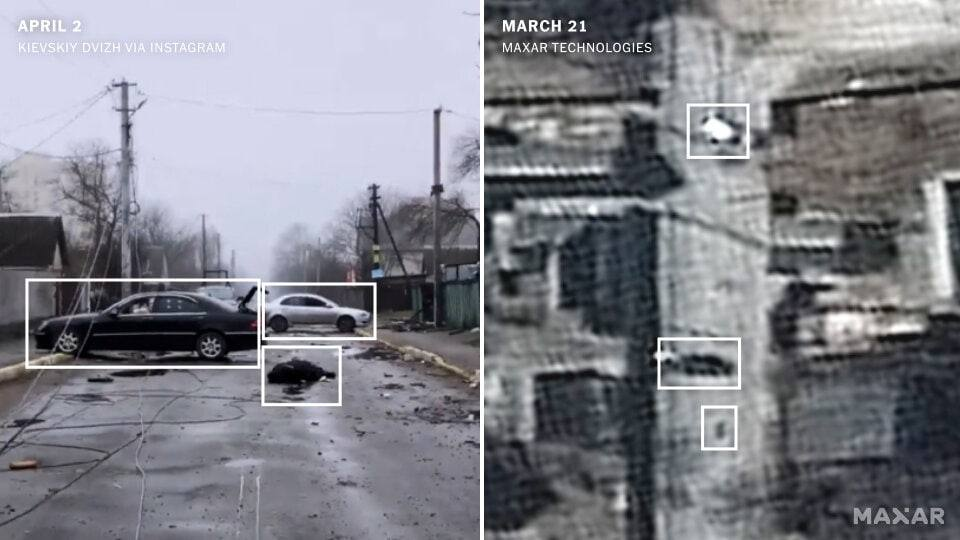 APRIL 2
KIEVSKIY DVIZH VIA INSTAGRAM
MARCH 21
MAXAR TECHNOLOGIES
MAXAR